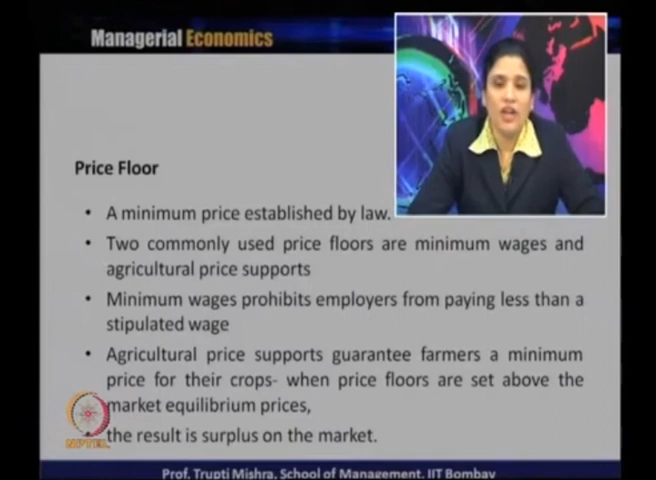 Managerial Economics
Price Floor
• A minimum price established by law.
• Two commonly used price floors are minimum wages and
agricultural price supports
• Minimum wages prohibits employers from paying less than a
stipulated wage
• Agricultural price supports guarantee farmers a minimum
price for their crops- when price floors are set above the
market equilibrium prices,
• the result is surplus on the market.
NPTEL
Prof. Trupti Mishra, School of Management, IIT Bombay